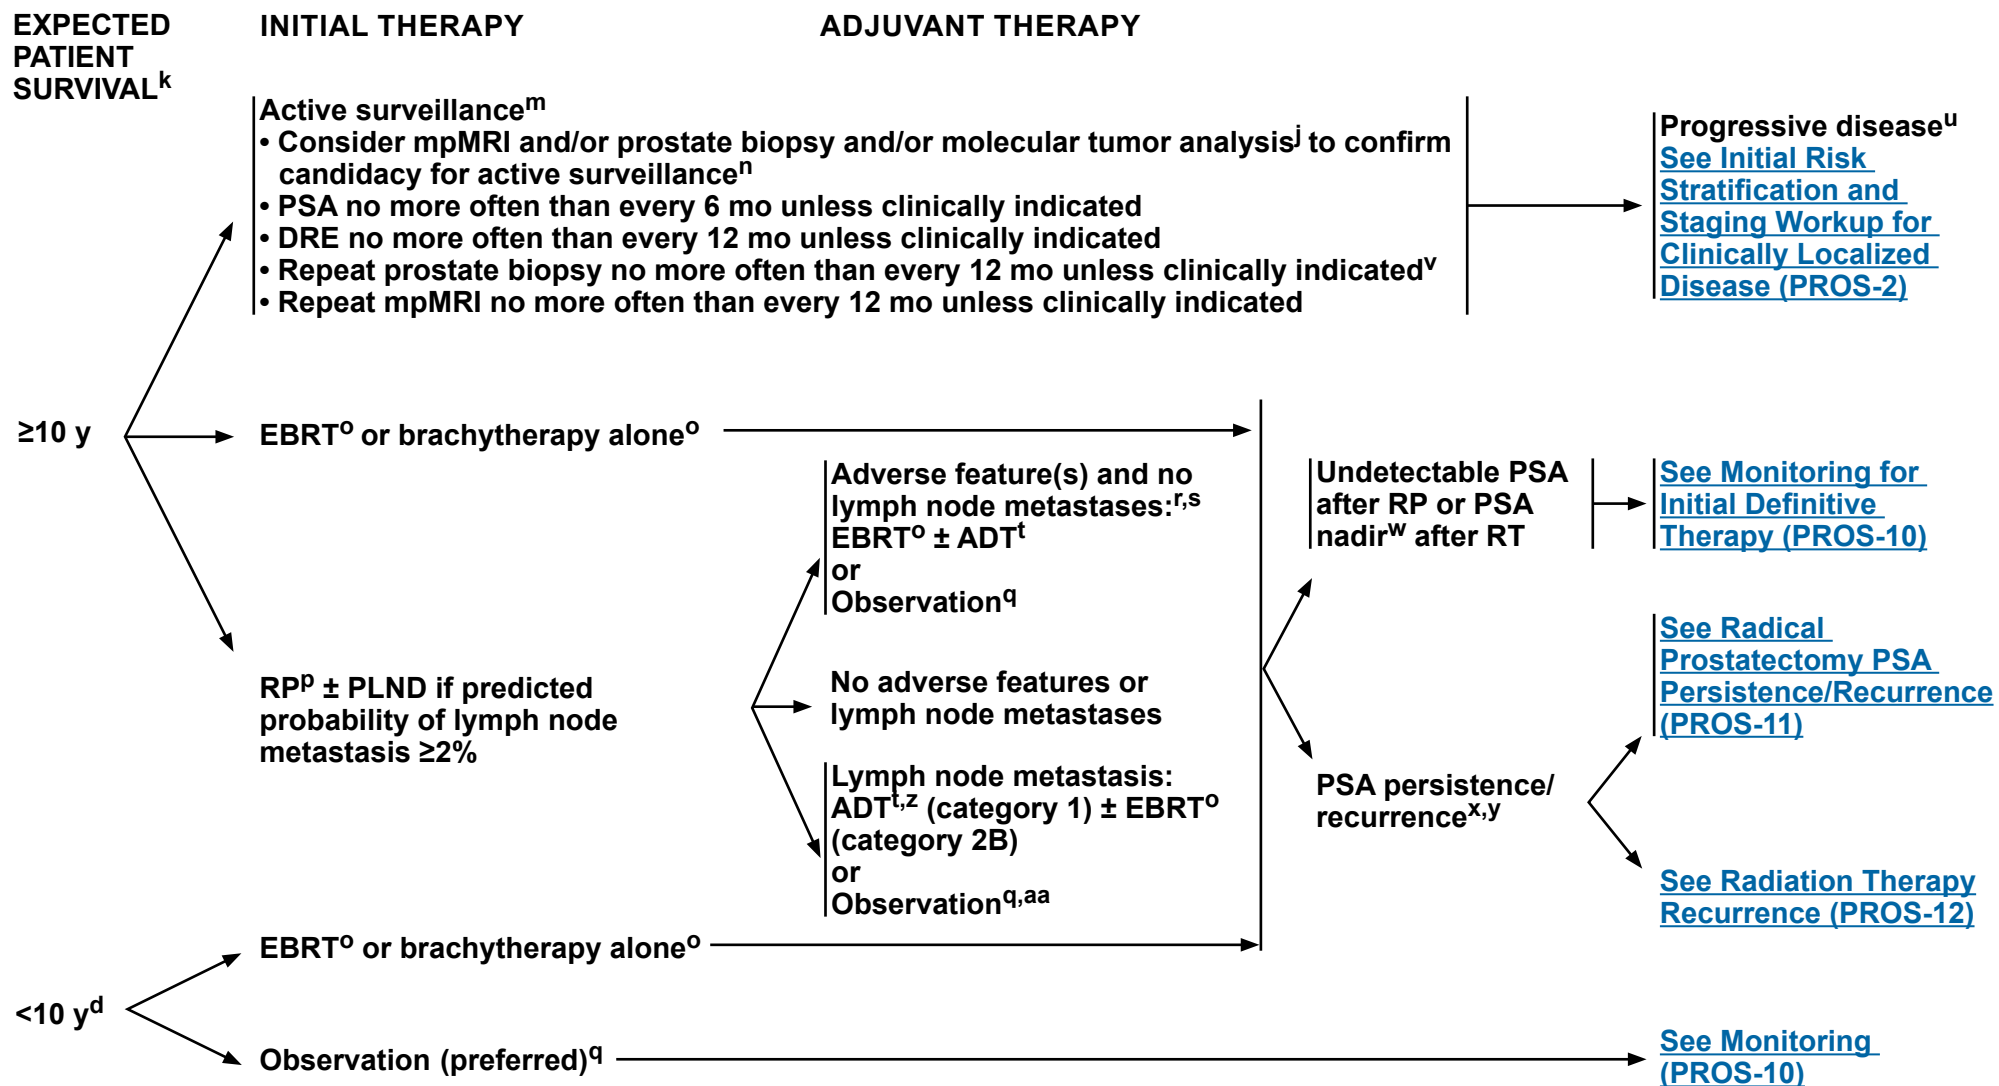 EXPECTED
PATIENT
SURVIVALᵏ
INITIAL THERAPY
ADJUVANT THERAPY
Active surveillanceᵐ
• Consider mpMRI and/or prostate biopsy and/or molecular tumor analysisʲ to confirm
candidacy for active surveillanceⁿ
• PSA no more often than every 6 mo unless clinically indicated
• DRE no more often than every 12 mo unless clinically indicated
• Repeat prostate biopsy no more often than every 12 mo unless clinically indicatedᵛ
• Repeat mpMRI no more often than every 12 mo unless clinically indicated
Progressive diseaseᵘ
See Initial Risk
Stratification and
Staging Workup for
Clinically Localized
Disease (PROS-2)
≥10 y
EBRTᵒ or brachytherapy aloneᵒ
RPᵖ ± PLND if predicted
probability of lymph node
metastasis ≥2%
Adverse feature(s) and no
lymph node metastases:ʳ,ˢ
EBRTᵒ ± ADTᵗ
or
Observation^q
No adverse features or
lymph node metastases
Lymph node metastasis:
ADTᵗ,ᶻ (category 1) ± EBRTᵒ
(category 2B)
or
Observation^q,aa
Undetectable PSA
after RP or PSA
nadirʷ after RT
See Monitoring for
Initial Definitive
Therapy (PROS-10)
PSA persistence/
recurrenceˣ,ʸ
See Radical
Prostatectomy PSA
Persistence/Recurrence
(PROS-11)
See Radiation Therapy
Recurrence (PROS-12)
<10 yᵈ
EBRTᵒ or brachytherapy aloneᵒ
Observation (preferred)^q
See Monitoring
(PROS-10)